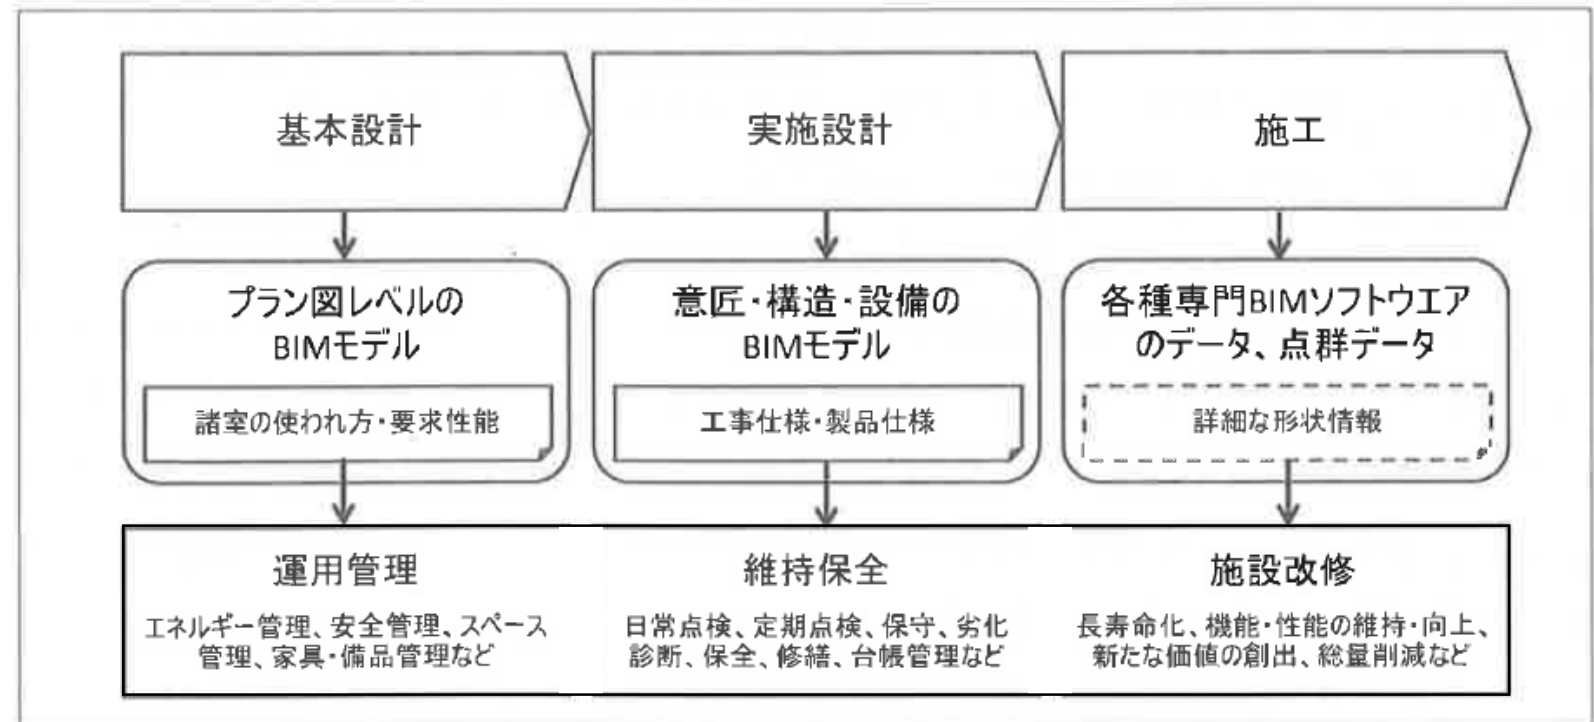 基本設計
実施設計
施工
プラン図レベルの
BIMモデル
諸室の使われ方・要求性能
意匠・構造・設備の
BIMモデル
工事仕様・製品仕様
各種専門BIMソフトウエア
のデータ、点群データ
詳細な形状情報
運用管理
エネルギー管理、安全管理、スペース
管理、家具・備品管理など
維持保全
日常点検、定期点検、保守、劣化
診断、保全、修繕、台帳管理など
施設改修
長寿命化、機能・性能の維持・向上、
新たな価値の創出、総量削減など